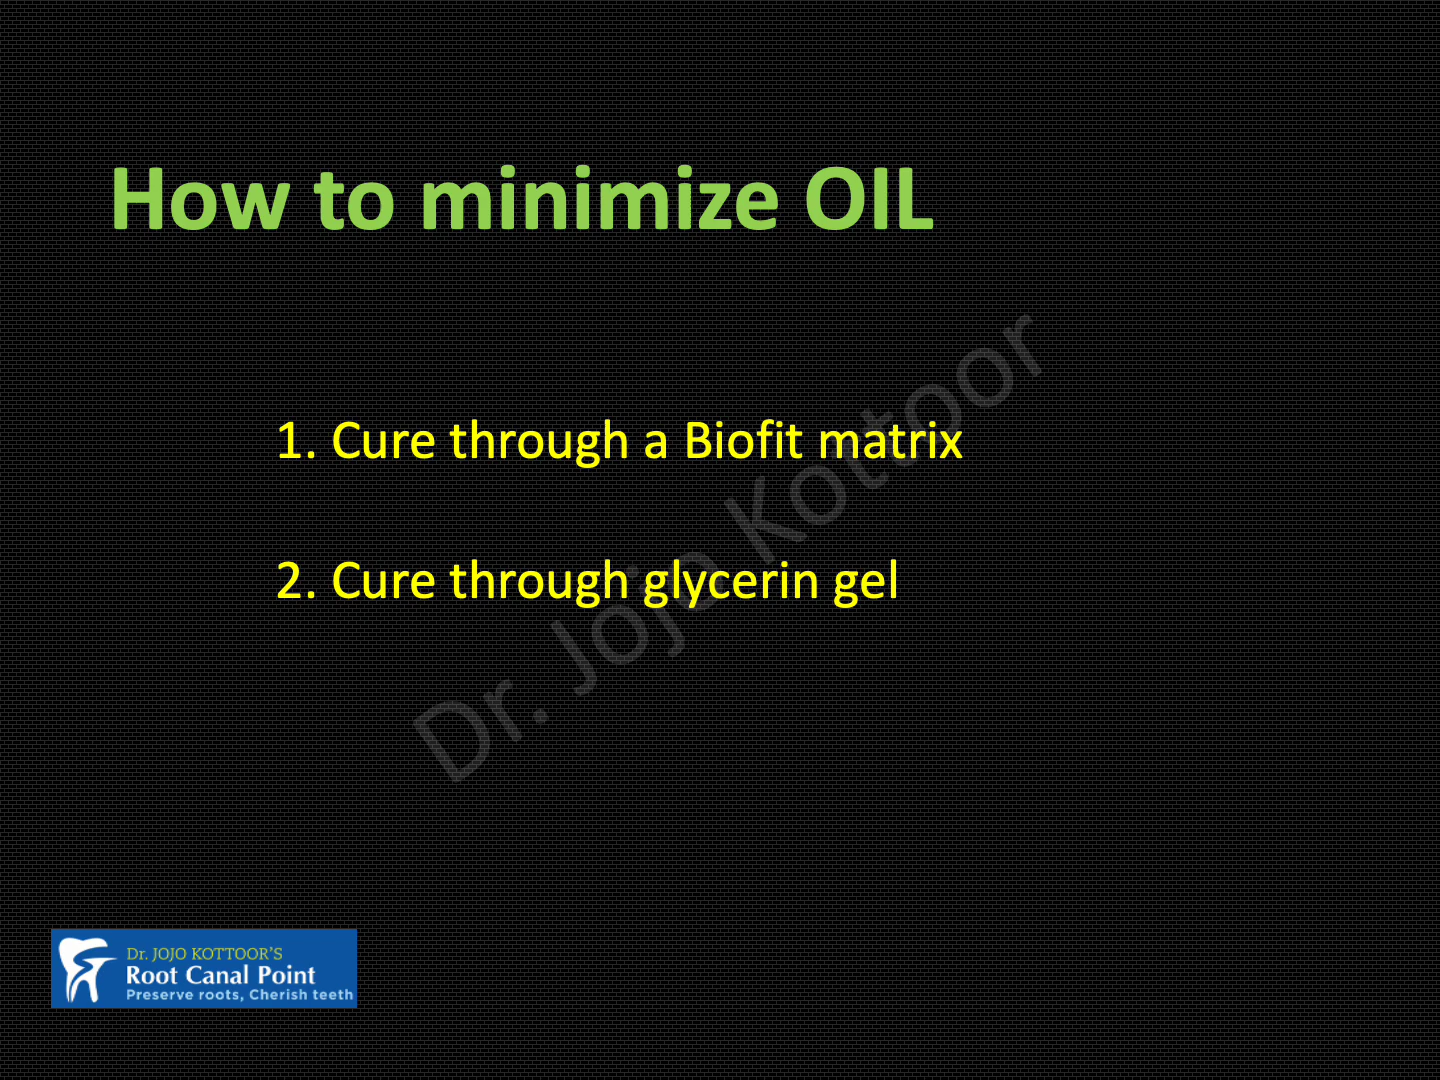 How to minimize OIL
1. Cure through a Biofit matrix
2. Cure through glycerin gel
Dr. Jojo Kottoor
Dr. JOJO KOTTOOR'S
Root Canal Point
Preserve roots, Cherish teeth